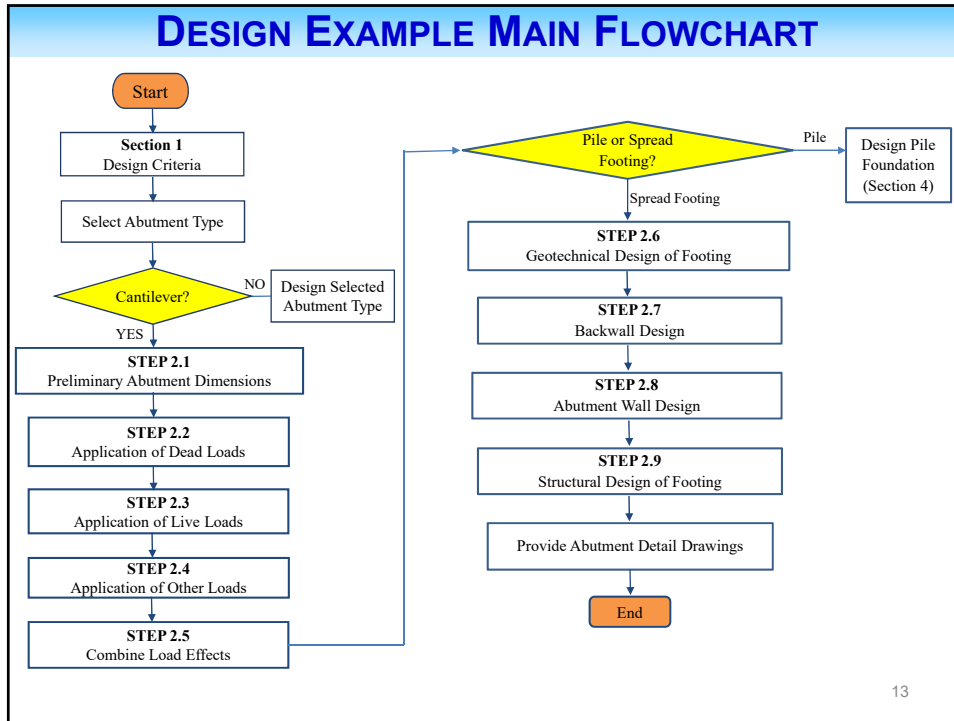 DESIGN EXAMPLE MAIN FLOWCHART
Start
Section 1
Design Criteria
Select Abutment Type
Cantilever?
NO
Design Selected
Abutment Type
YES
STEP 2.1
Preliminary Abutment Dimensions
STEP 2.2
Application of Dead Loads
STEP 2.3
Application of Live Loads
STEP 2.4
Application of Other Loads
STEP 2.5
Combine Load Effects
Pile or Spread
Footing?
Pile
Design Pile
Foundation
(Section 4)
Spread Footing
STEP 2.6
Geotechnical Design of Footing
STEP 2.7
Backwall Design
STEP 2.8
Abutment Wall Design
STEP 2.9
Structural Design of Footing
Provide Abutment Detail Drawings
End
13